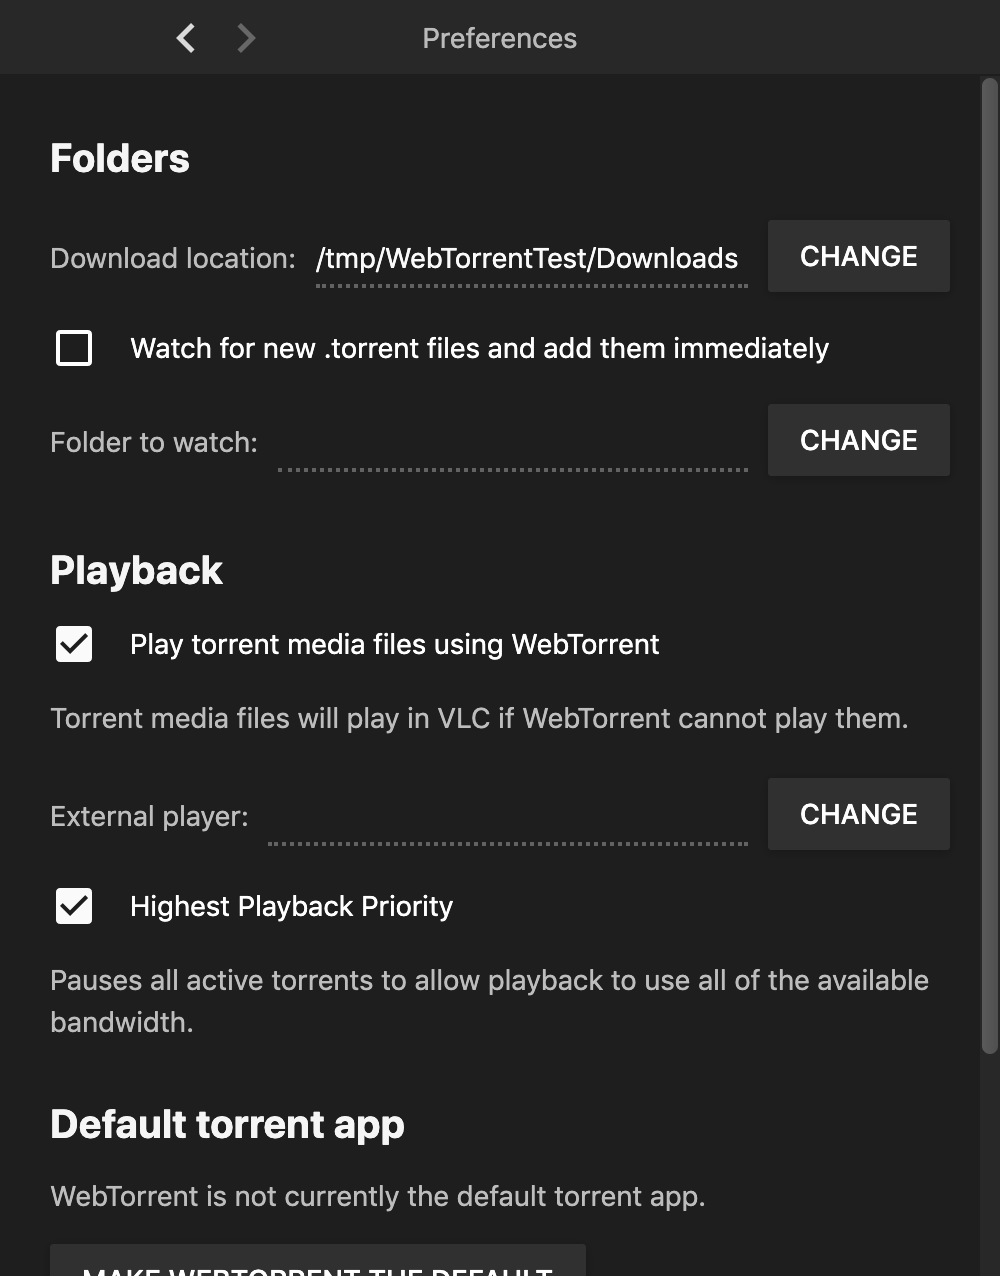 Preferences
Folders
Download location: /tmp/WebTorrentTest/Downloads CHANGE
Watch for new .torrent files and add them immediately
Folder to watch: CHANGE
Playback
Play torrent media files using WebTorrent
Torrent media files will play in VLC if WebTorrent cannot play them.
External player: CHANGE
Highest Playback Priority
Pauses all active torrents to allow playback to use all of the available
bandwidth.
Default torrent app
WebTorrent is not currently the default torrent app.
MAKE WEBTORRENT THE DEFAULT